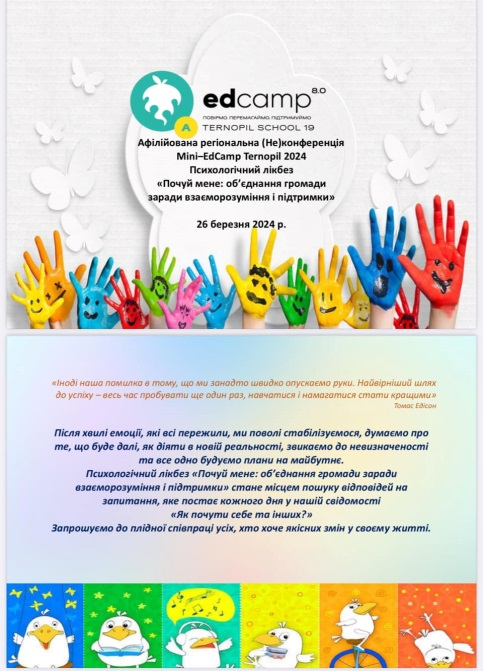 edcamp 8.0
ПОВІРМО, ПЕРЕМАГАЙМО, ПІДТРИМУЙМО
A TERNOPIL SCHOOL 19
Афілійована регіональна (Не)конференція
Mini–EdCamp Ternopil 2024
Психологічний лікбез
«Почуй мене: об’єднання громади
заради взаєморозуміння і підтримки»
26 березня 2024 р.
«Іноді наша помилка в тому, що ми занадто швидко опускаємо руки. Найвірніший шлях
до успіху – весь час пробувати ще один раз, навчатися і намагатися стати кращими»
Томас Едісон
Після хвилі емоції, які всі пережили, ми поволі стабілізуємося, думаємо про
те, що буде далі, як діяти в новій реальності, звикаємо до невизначеності
та все одно будуємо плани на майбутнє.
Психологічний лікбез «Почуй мене: об’єднання громади заради
взаєморозуміння і підтримки» стане місцем пошуку відповідей на
запитання, яке постає кожного дня у нашій свідомості
«Як почути себе та інших?»
Запрошуємо до плідної співпраці усіх, хто хоче якісних змін у своєму житті.